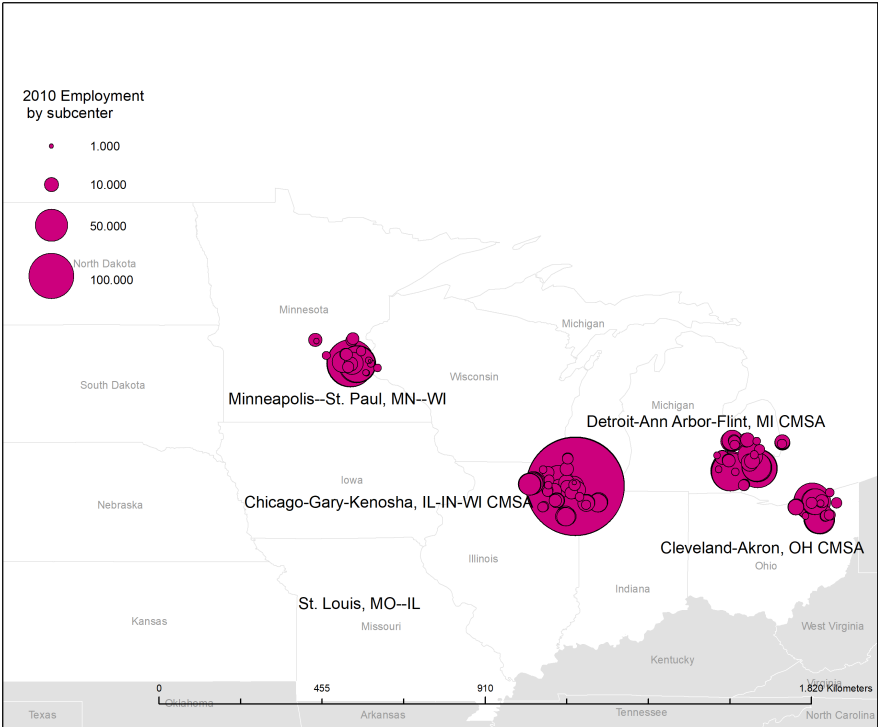 2010 Employment
by subcenter
1.000
10.000
50.000
100.000
North Dakota
Minnesota
Michigan
South Dakota
Wisconsin
Minneapolis--St. Paul, MN--WI
Michigan
Detroit-Ann Arbor-Flint, MI CMSA
Iowa
Nebraska
Chicago-Gary-Kenosha, IL-IN-WI CMSA
Cleveland-Akron, OH CMSA
Illinois
Ohio
Indiana
St. Louis, MO--IL
Kansas
Missouri
West Virginia
Kentucky
Virginia
0
455
910
1.820 Kilometers
Oklahoma
Texas
Arkansas
Tennessee
North Carolina